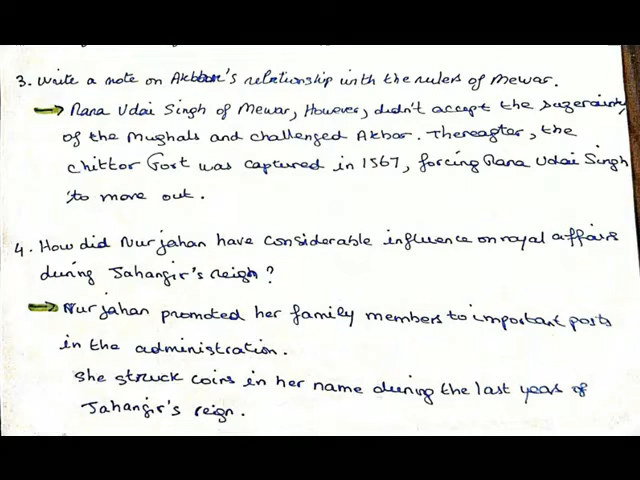 3. Write a note on Akbar's relationship with the rulers of Mewar.
Rana Udai Singh of Mewar, However, didn't accept the suzerainty
of the Mughals and challenged Akbar. Thereafter, the
Chittor Fort was captured in 1567, forcing Rana Udai Singh
to move out.
4. How did Nur Jahan have considerable influence on royal affairs
during Jahangir's reign?
Nur Jahan promoted her family members to important posts
in the administration.
She struck coins in her name during the last years of
Jahangir's reign.